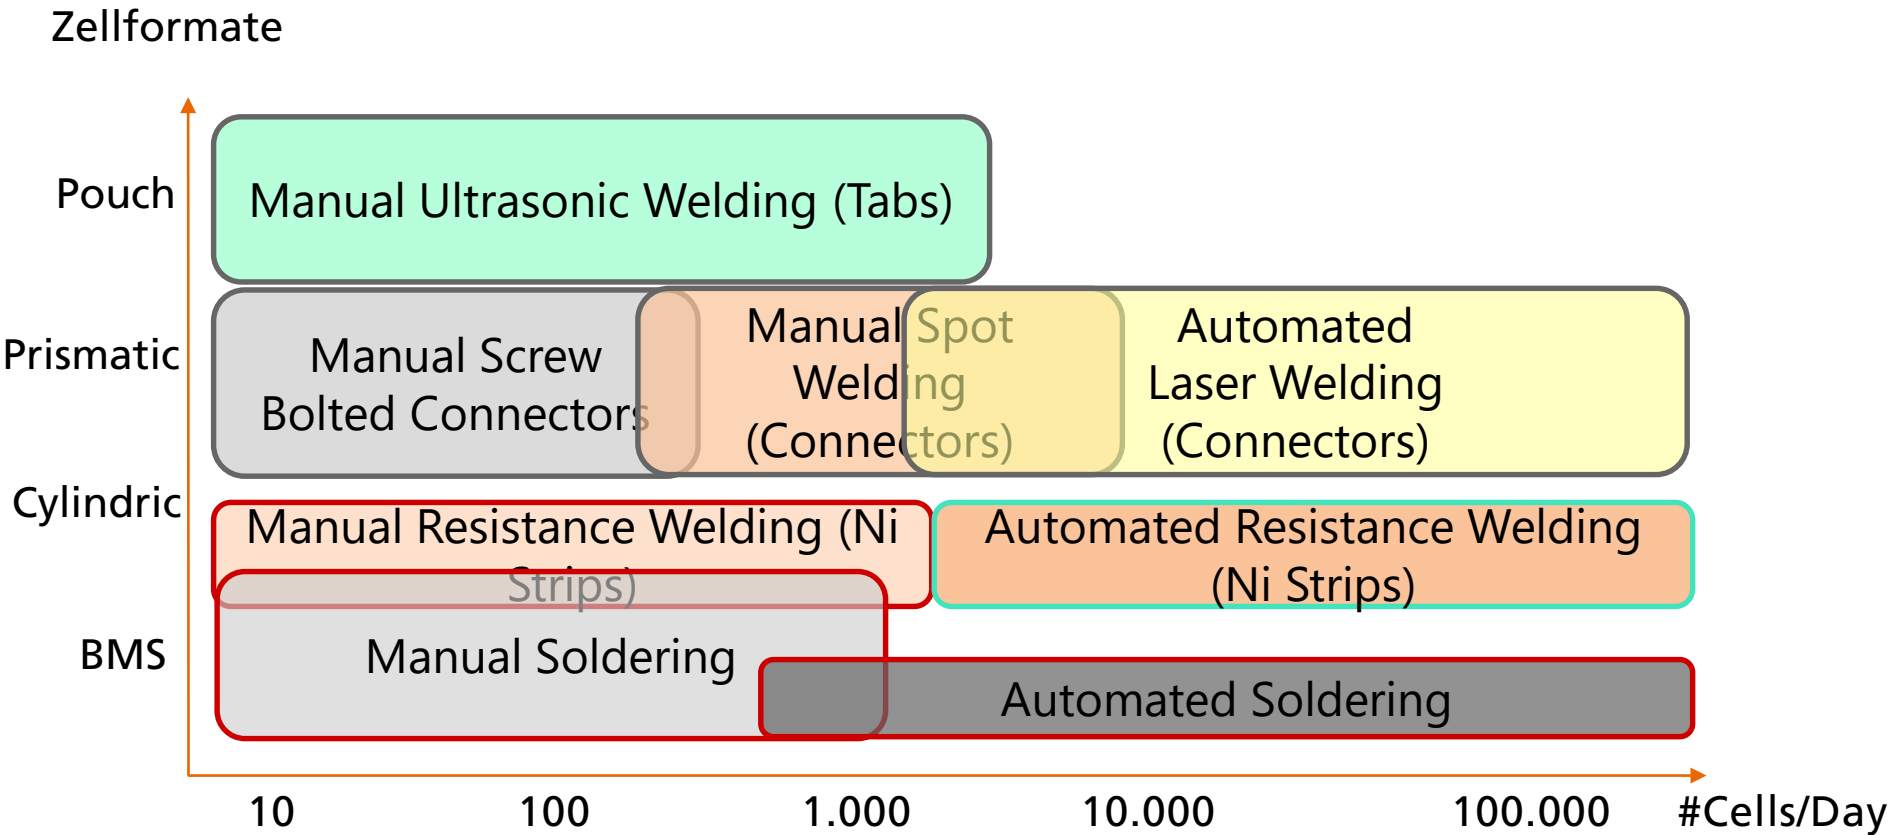 Zellformate
Pouch
Manual Ultrasonic Welding (Tabs)
Prismatic
Manual Screw
Bolted Connectors
Manual Spot
Welding
(Connectors)
Automated
Laser Welding
(Connectors)
Cylindric
Manual Resistance Welding (Ni
Strips)
Automated Resistance Welding
(Ni Strips)
BMS
Manual Soldering
Automated Soldering
10 100 1.000 10.000 100.000 #Cells/Day